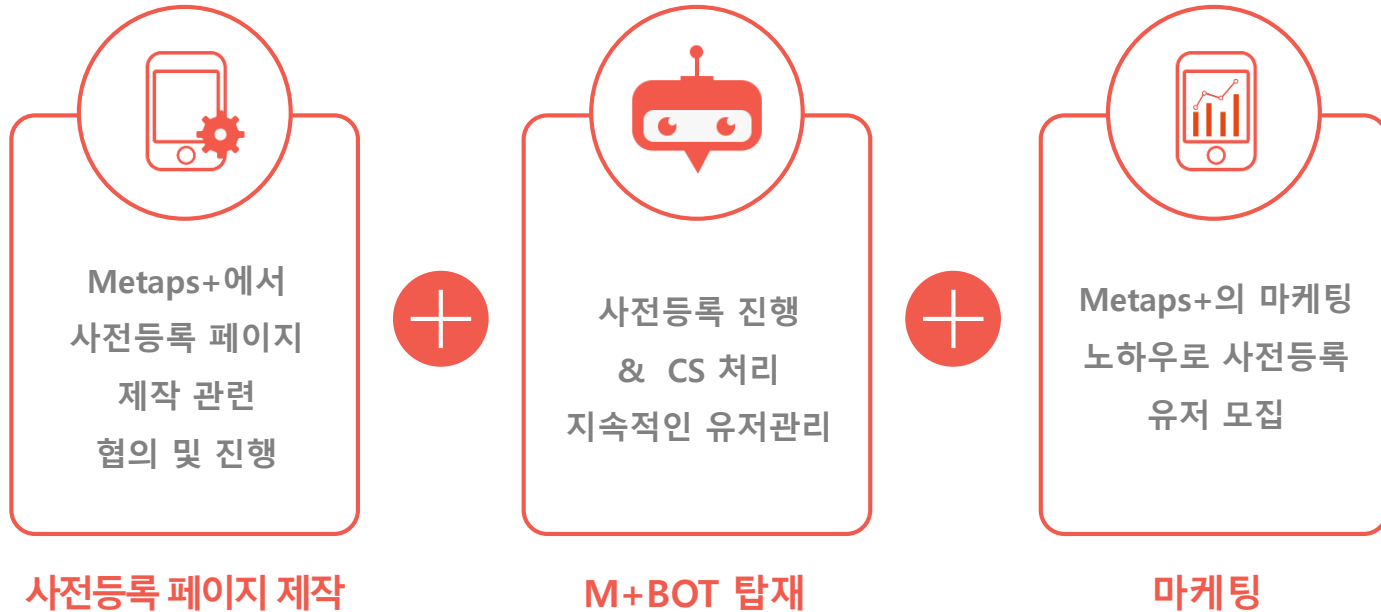 Metaps+에서
사전등록 페이지
제작 관련
협의 및 진행
사전등록 페이지 제작
사전등록 진행
& CS 처리
지속적인 유저관리
M+BOT 탑재
Metaps+의 마케팅
노하우로 사전등록
유저 모집
마케팅